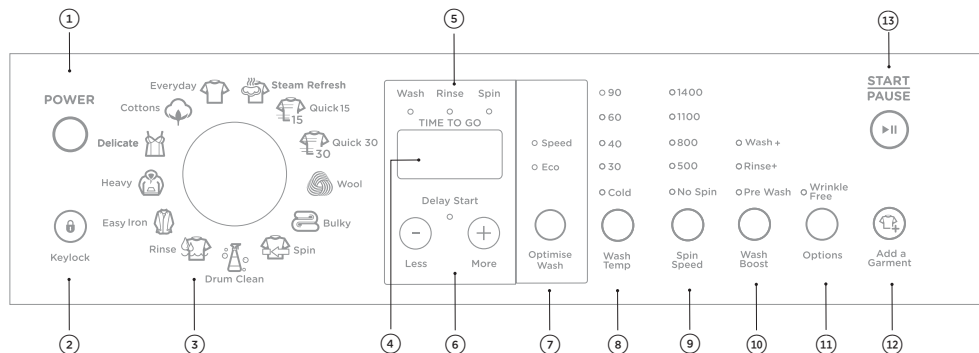 1
5
13
POWER
Everyday
Steam Refresh
Cottons
Quick 15
15
Delicate
Quick 30
30
Heavy
Wool
Easy Iron
Bulky
Rinse
Spin
Drum Clean
Keylock
Wash Rinse Spin
TIME TO GO
Delay Start
-
+
Less
More
Speed
Eco
Optimise
Wash
90
60
40
30
Cold
Wash
Temp
1400
1100
800
500
No Spin
Spin
Speed
Wash +
Rinse+
Pre Wash
Wash
Boost
Wrinkle
Free
Options
START
PAUSE
Add a
Garment
2
3
4
6
7
8
9
10
11
12